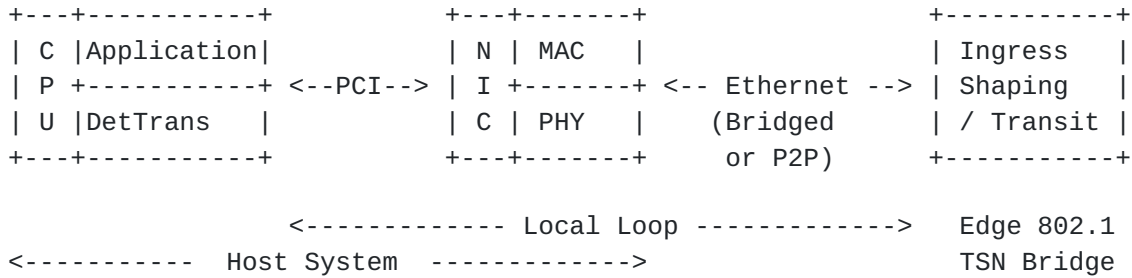 +---+-----------+             +---+-------+                     +-----------+
| C |Application|             | N | MAC   |                     | Ingress   |
| P +-----------+ <--PCI--> | I +-------+ <-- Ethernet --> | Shaping   |
| U |DetTrans   |             | C | PHY   |    (Bridged         | / Transit |
+---+-----------+             +---+-------+     or P2P)         +-----------+
<------------- Local Loop -------------> Edge 802.1
<----------- Host System -------------> TSN Bridge